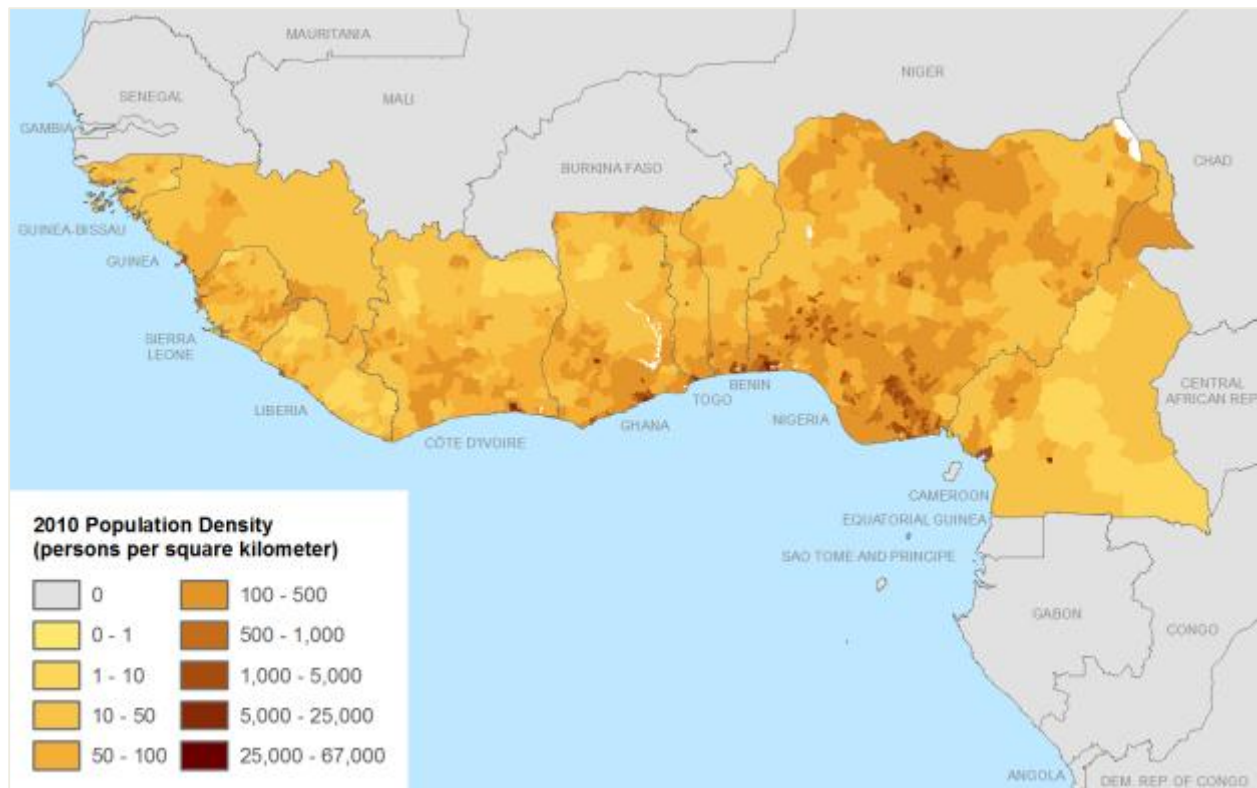 MAURITANIA
NIGER
MALI
SENEGAL
GAMBIA
CHAD
BURKINA FASO
GUINEA-BISSAU
GUINEA
SIERRA
LEONE
LIBERIA
CÔTE D'IVOIRE
GHANA
TOGO
BENIN
NIGERIA
CENTRAL
AFRICAN REP
CAMEROON
EQUATORIAL GUINEA
SAO TOME AND PRINCIPE
GABON
CONGO
ANGOLA
DEM. REP. OF CONGO
2010 Population Density
(persons per square kilometer)
0
0 - 1
1 - 10
10 - 50
50 - 100
100 - 500
500 - 1,000
1,000 - 5,000
5,000 - 25,000
25,000 - 67,000